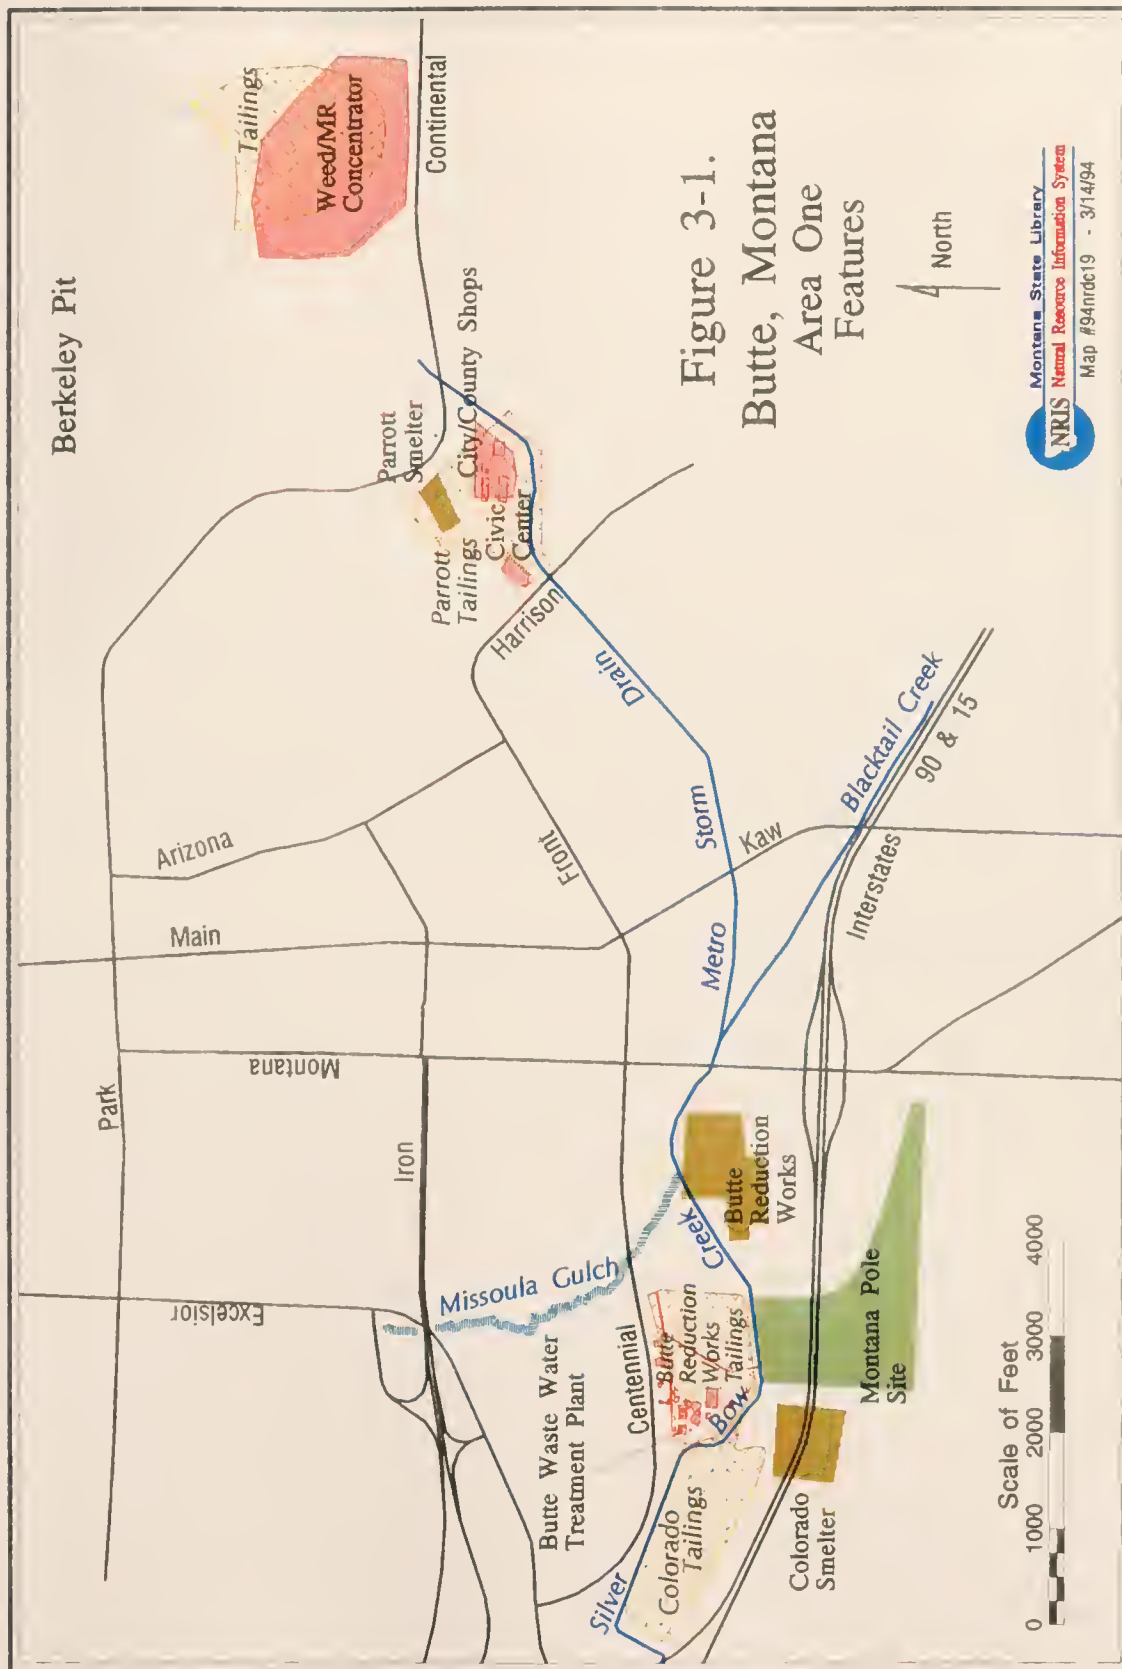 Berkeley Pit
Tailings
Weed/MR
Concentrator
Continental
Parrott
Smelter
City/County Shops
Parrott
Tailings
Civic
Center
Harrison
Park
Arizona
Main
Montana
Excelsior
Iron
Front
Drain
Storm
Metro
Kaw
Blacktail Creek
Interstates
90 & 15
Missoula Gulch
Centennial
Butte Waste Water
Treatment Plant
Butte
Reduction
Works
Tailings
Butte
Reduction
Works
Silver
Bow
Creek
Colorado
Tailings
Colorado
Smelter
Montana Pole
Site
Figure 3-1.
Butte, Montana
Area One
Features
North
Scale of Feet
0 1000 2000 3000 4000
Montana State Library
NRIS Natural Resource Information System
Map #94nrdc19 - 3/14/94